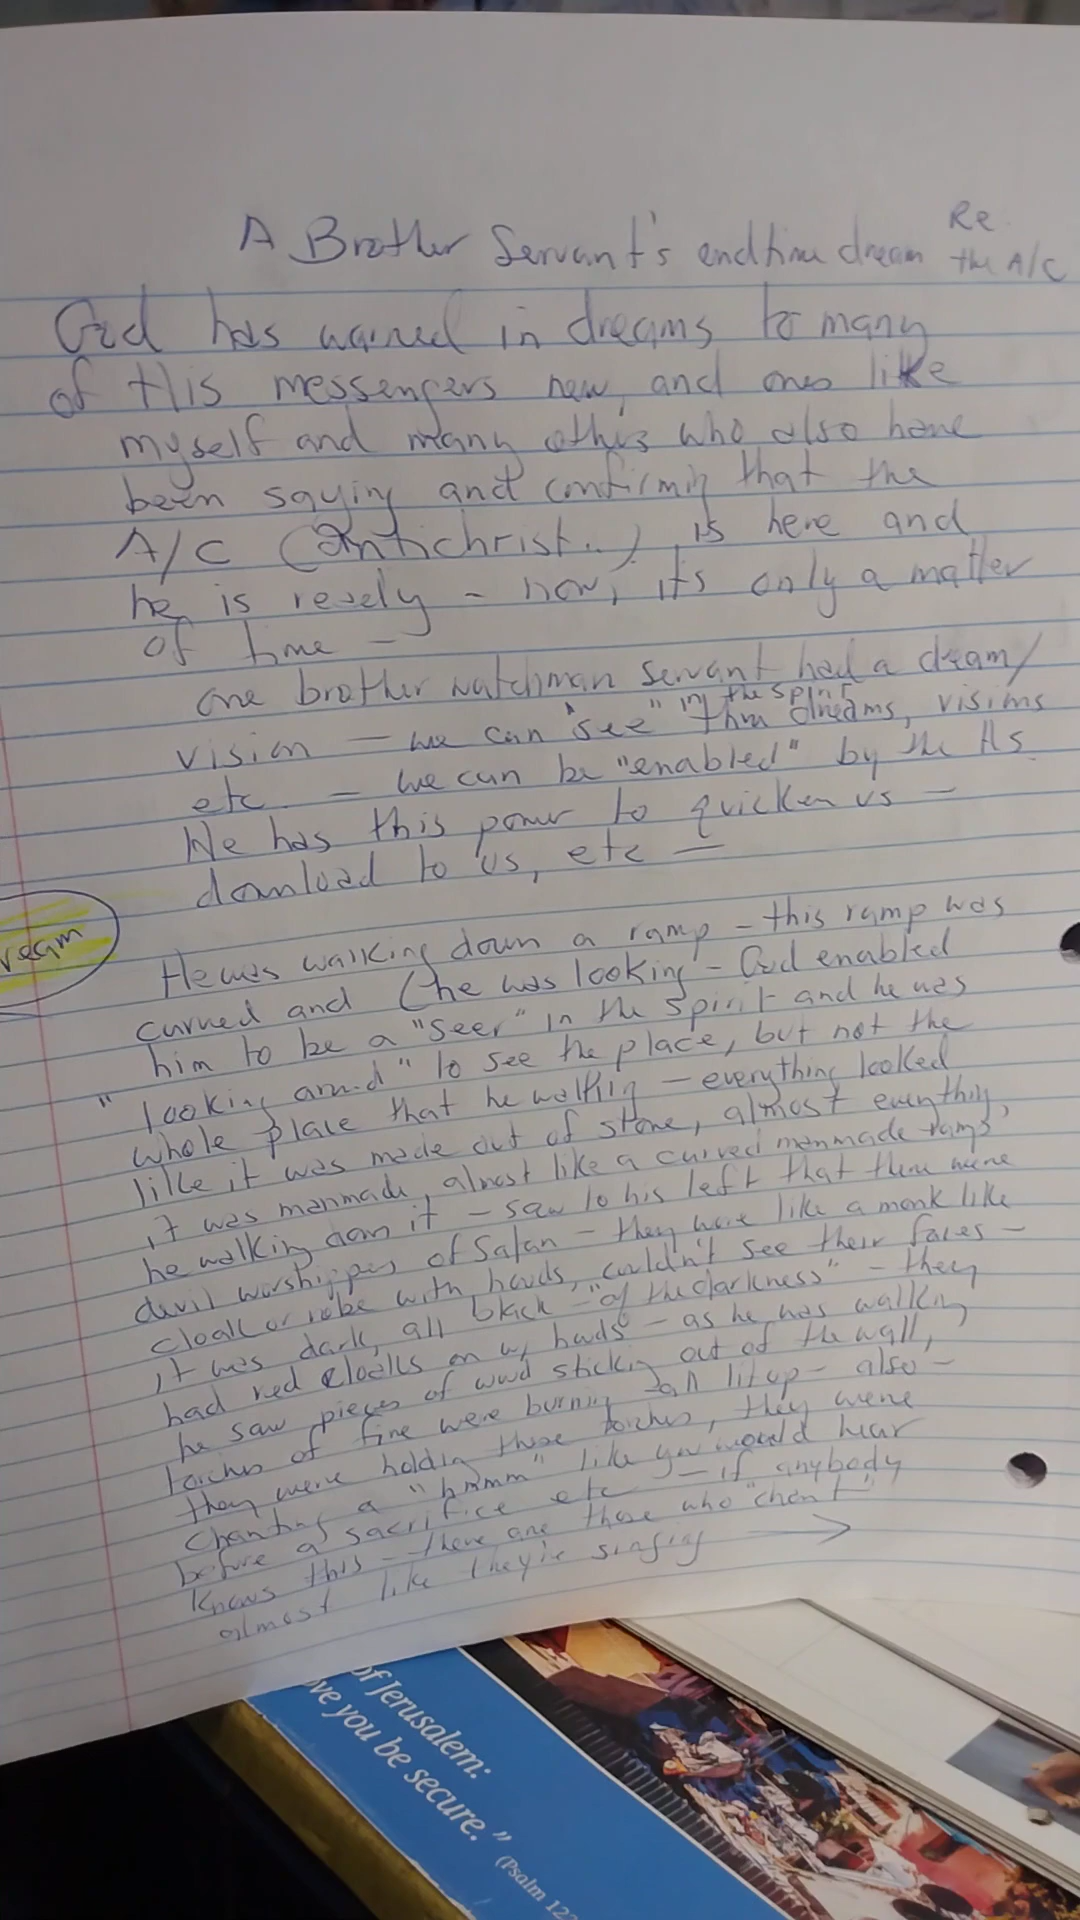 Re.
A Brother Servant's endtime dream the A/C
God has warned in dreams to many
of His messengers new, and ones like
myself and many others who also have
been saying and confirming that the
A/C (Antichrist..) is here and
he is ready - now, it's only a matter
of time -
one brother watchman servant had a dream/
vision - we can "see" in the spirit thru dreams, visions
etc - we can be "enabled" by the HS
He has this power to quicken us -
download to us, etc -
ream
He was walking down a ramp - this ramp was
curved and (he was looking - God enabled
him to be a "seer" in the spirit and he was
"looking around" to see the place, but not the
whole place that he walking - everything looked
like it was made out of stone, almost everything,
it was manmade, almost like a curved manmade ramp
he walking down it - saw to his left that there were
devil worshippers of Satan - they were like a monk like
cloak or robe with hoods, couldn't see their faces -
it was dark, all black - "of the darkness" - they
had red cloaks on w/ hoods - as he was walking
he saw pieces of wood sticking out of the wall,
torches of fire were burning all lit up - also -
they were holding these torches, they were
chanting a "hmmm" like you would hear
before a sacrifice etc - if anybody
knows this - there are those who "chant"
almost like they're singing →
of Jerusalem:
ve you be secure."
(Psalm 122